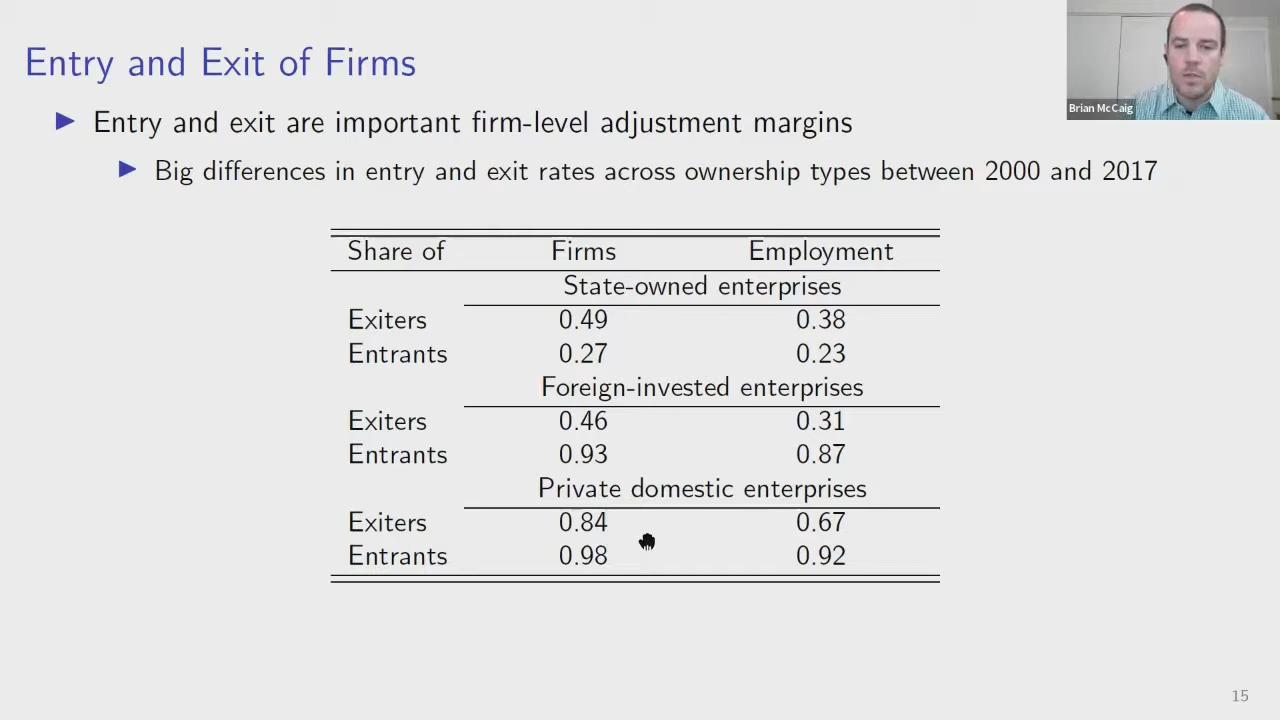 Entry and Exit of Firms
Brian McCaig
Entry and exit are important firm-level adjustment margins
Big differences in entry and exit rates across ownership types between 2000 and 2017
Share of Firms Employment
State-owned enterprises
Exiters 0.49 0.38
Entrants 0.27 0.23
Foreign-invested enterprises
Exiters 0.46 0.31
Entrants 0.93 0.87
Private domestic enterprises
Exiters 0.84 0.67
Entrants 0.98 0.92
15